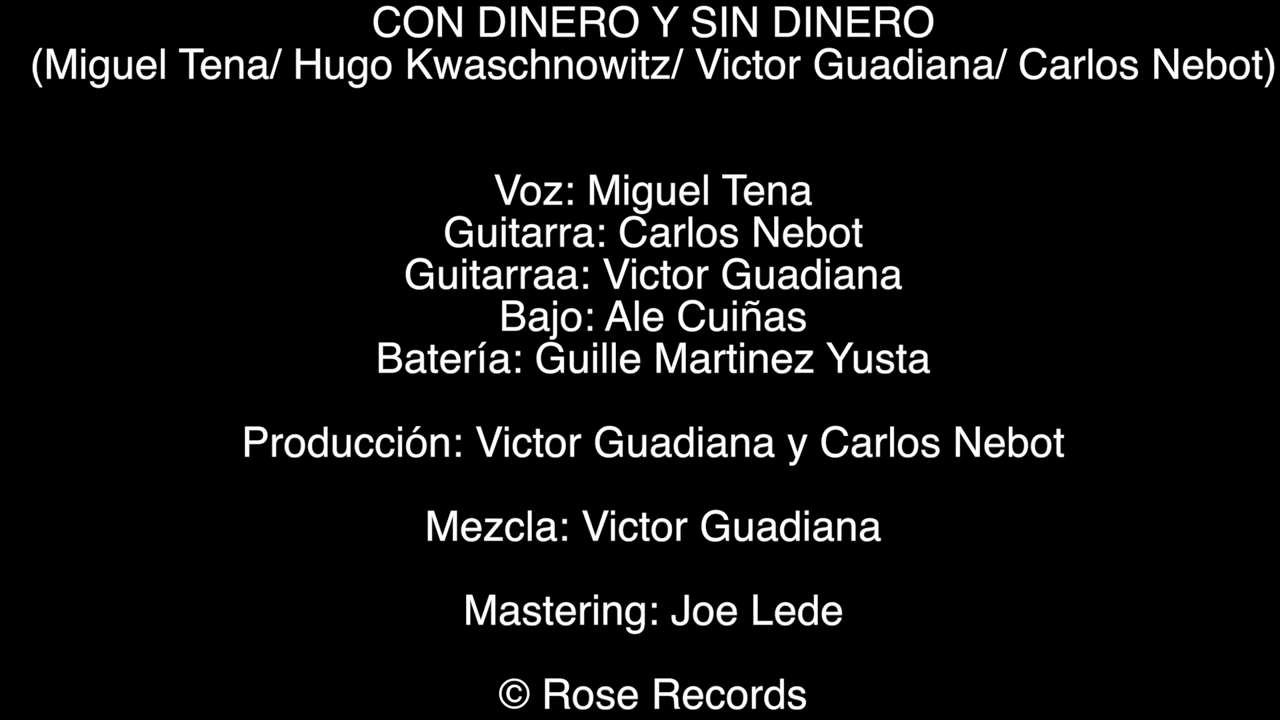 CON DINERO Y SIN DINERO
(Miguel Tena/ Hugo Kwaschnowitz/ Victor Guadiana/ Carlos Nebot)
Voz: Miguel Tena
Guitarra: Carlos Nebot
Guitarraa: Victor Guadiana
Bajo: Ale Cuiñas
Batería: Guille Martinez Yusta
Producción: Victor Guadiana y Carlos Nebot
Mezcla: Victor Guadiana
Mastering: Joe Lede
© Rose Records